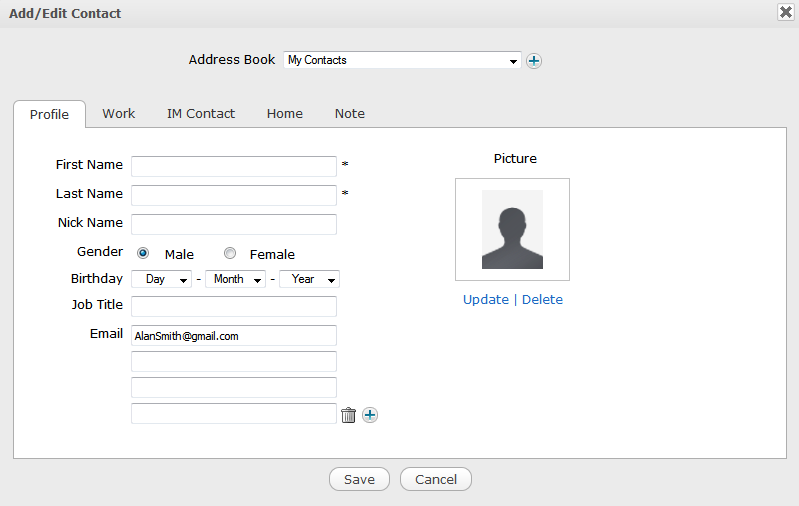 Add/Edit Contact
Address Book My Contacts
Profile Work IM Contact Home Note
First Name *
Last Name *
Nick Name
Gender Male Female
Birthday Day - Month - Year
Job Title
Email AlanSmith@gmail.com
Picture
Update | Delete
Save Cancel